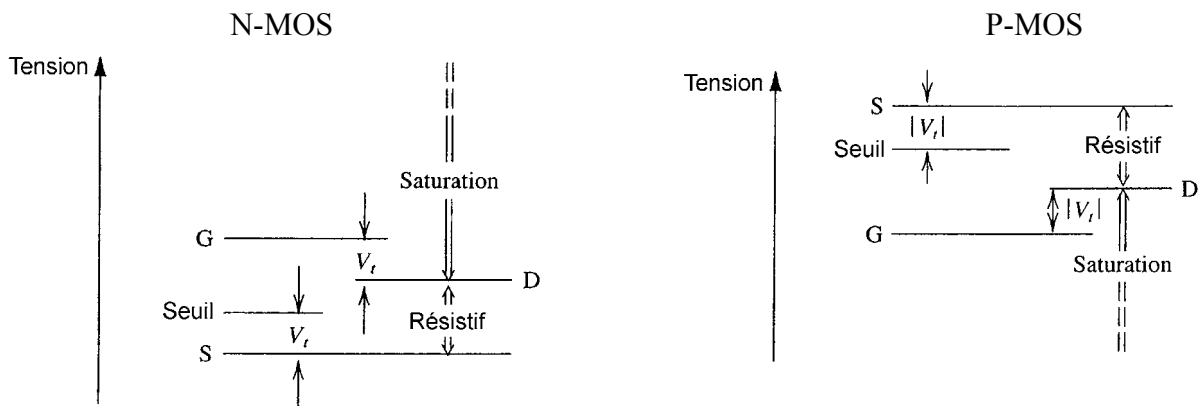 N-MOS
Tension
Saturation
G
V_t
D
Seuil
V_t
Résistif
S
P-MOS
Tension
S
|V_t|
Résistif
Seuil
D
|V_t|
G
Saturation